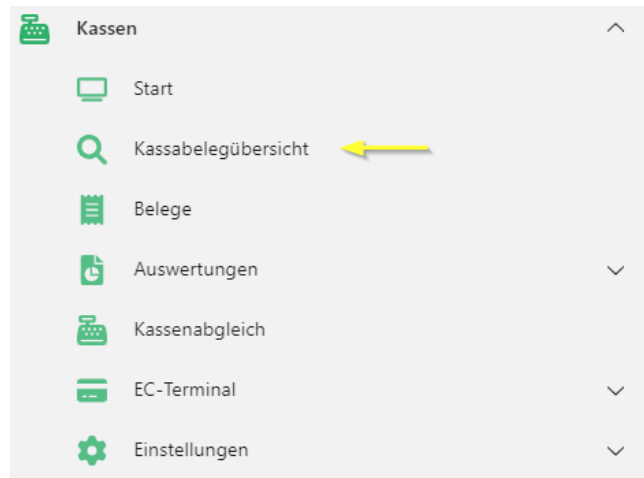 Kassen
Start
Kassabelegübersicht
Belege
Auswertungen
Kassenabgleich
EC-Terminal
Einstellungen